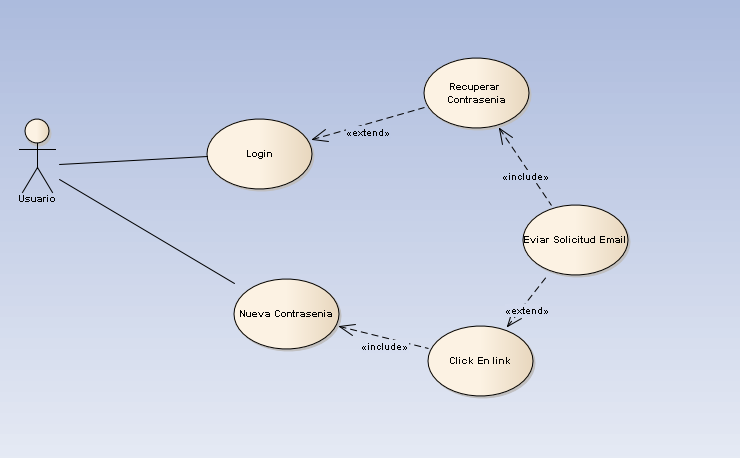 Recuperar
Contrasenia
«extend»
Login
«include»
Usuario
Eviar Solicitud Email
«extend»
Nueva Contrasenia
«include»
Click En link